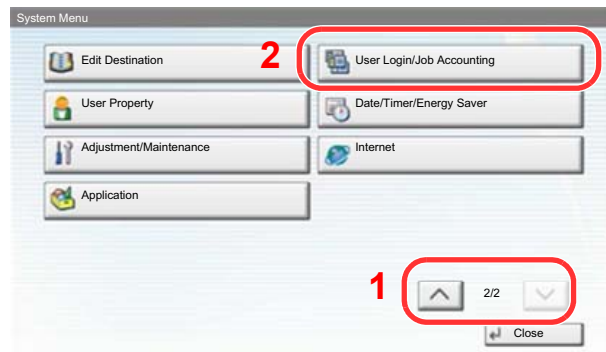 System Menu
Edit Destination
2
User Login/Job Accounting
User Property
Date/Timer/Energy Saver
Adjustment/Maintenance
Internet
Application
1
2/2
Close